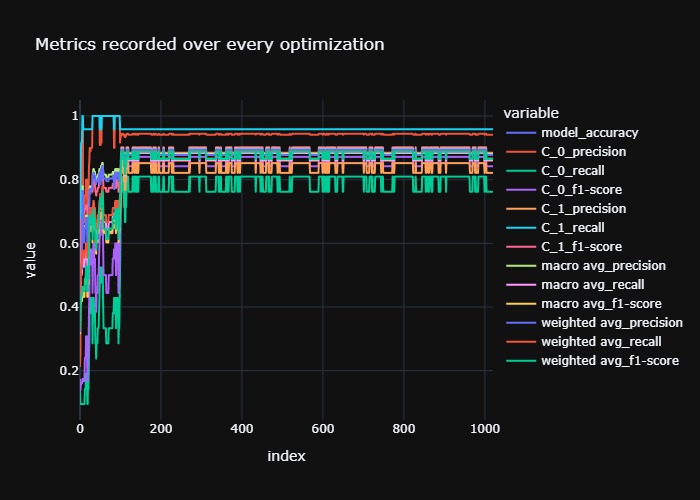 Metrics recorded over every optimization
variable
model_accuracy
C_0_precision
C_0_recall
C_0_f1-score
C_1_precision
C_1_recall
C_1_f1-score
macro avg_precision
macro avg_recall
macro avg_f1-score
weighted avg_precision
weighted avg_recall
weighted avg_f1-score
value
1
0.8
0.6
0.4
0.2
0 200 400 600 800 1000
index